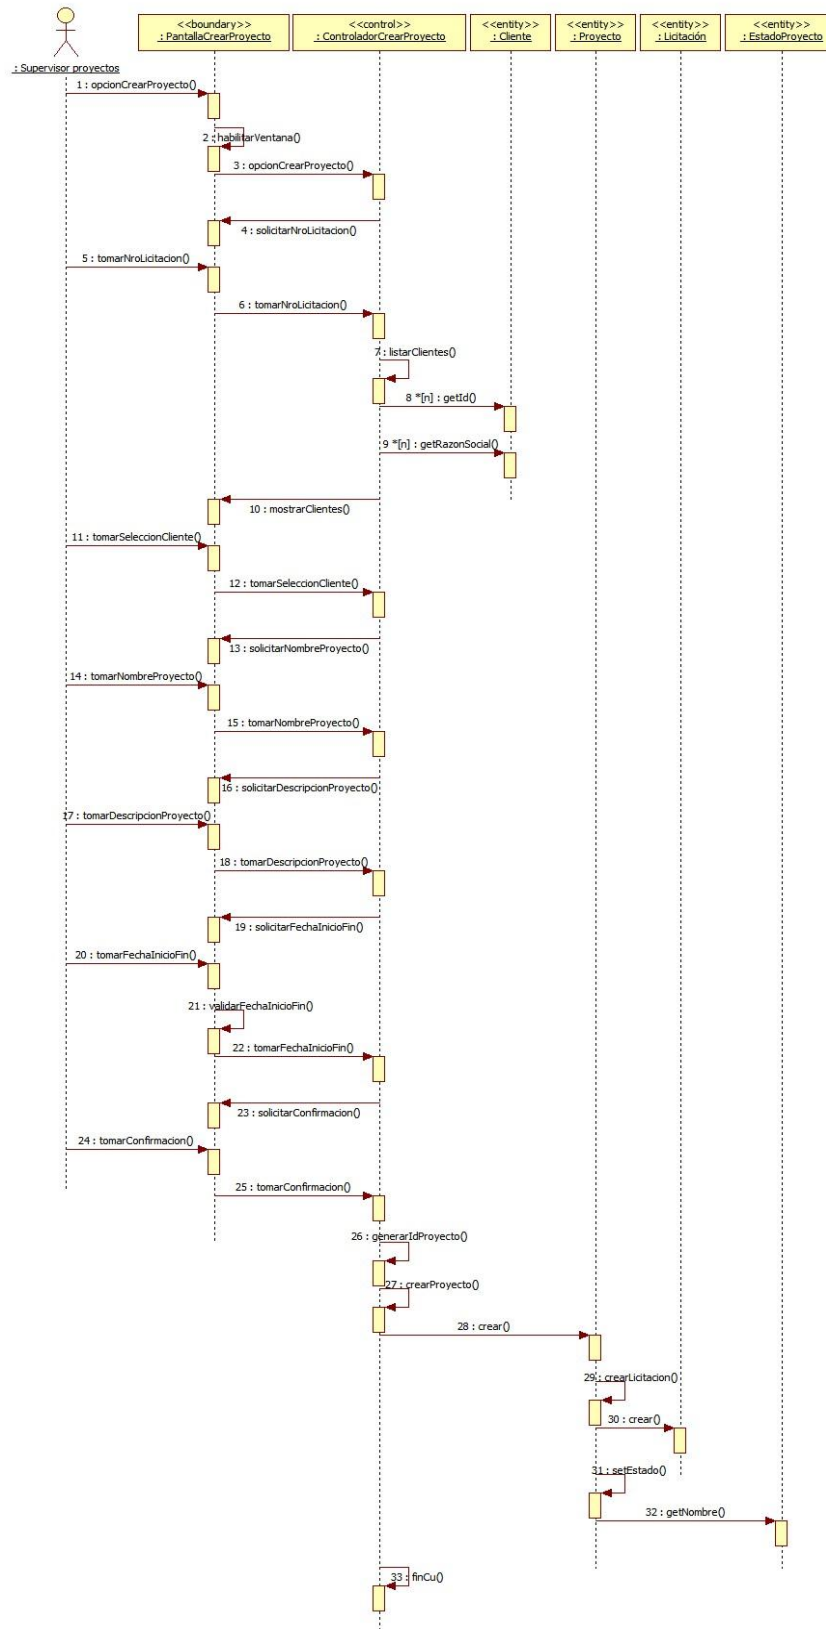 <<boundary>>
: PantallaCrearProyecto
<<control>>
: ControladorCrearProyecto
<<entity>>
: Cliente
<<entity>>
: Proyecto
<<entity>>
: Licitación
<<entity>>
: EstadoProyecto
: Supervisor proyectos
1 : opcionCrearProyecto()
2 : habilitarVentana()
3 : opcionCrearProyecto()
4 : solicitarNroLicitacion()
5 : tomarNroLicitacion()
6 : tomarNroLicitacion()
7 : listarClientes()
8 *[n] : getId()
9 *[n] : getRazonSocial()
10 : mostrarClientes()
11 : tomarSeleccionCliente()
12 : tomarSeleccionCliente()
13 : solicitarNombreProyecto()
14 : tomarNombreProyecto()
15 : tomarNombreProyecto()
16 : solicitarDescripcionProyecto()
17 : tomarDescripcionProyecto()
18 : tomarDescripcionProyecto()
19 : solicitarFechaInicioFin()
20 : tomarFechaInicioFin()
21 : validarFechaInicioFin()
22 : tomarFechaInicioFin()
23 : solicitarConfirmacion()
24 : tomarConfirmacion()
25 : tomarConfirmacion()
26 : generarIdProyecto()
27 : crearProyecto()
28 : crear()
29 : crearLicitacion()
30 : crear()
31 : setEstado()
32 : getNombre()
33 : finCu()